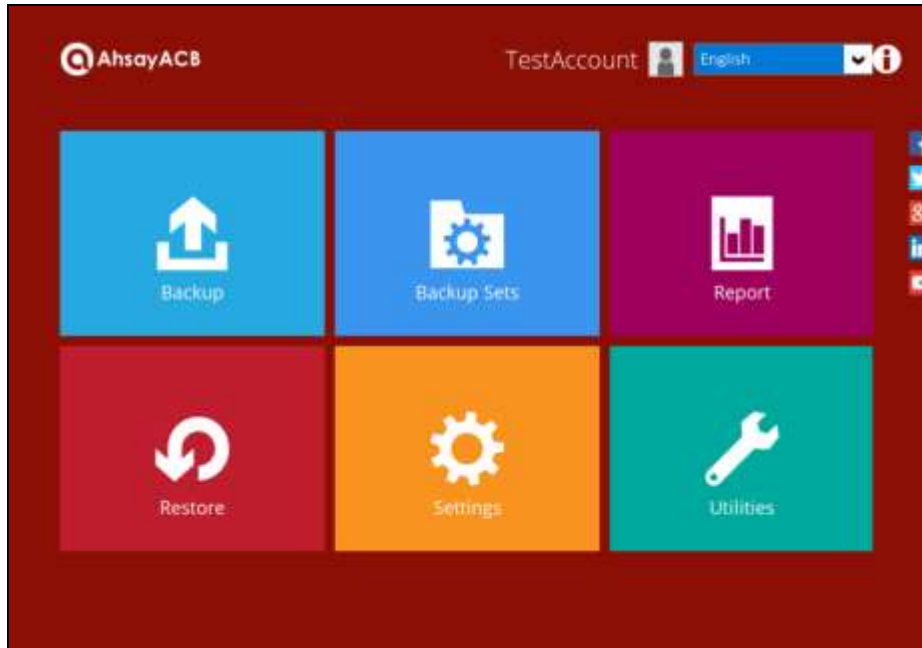 AhsayACB
TestAccount
English
Backup
Backup Sets
Report
Restore
Settings
Utilities